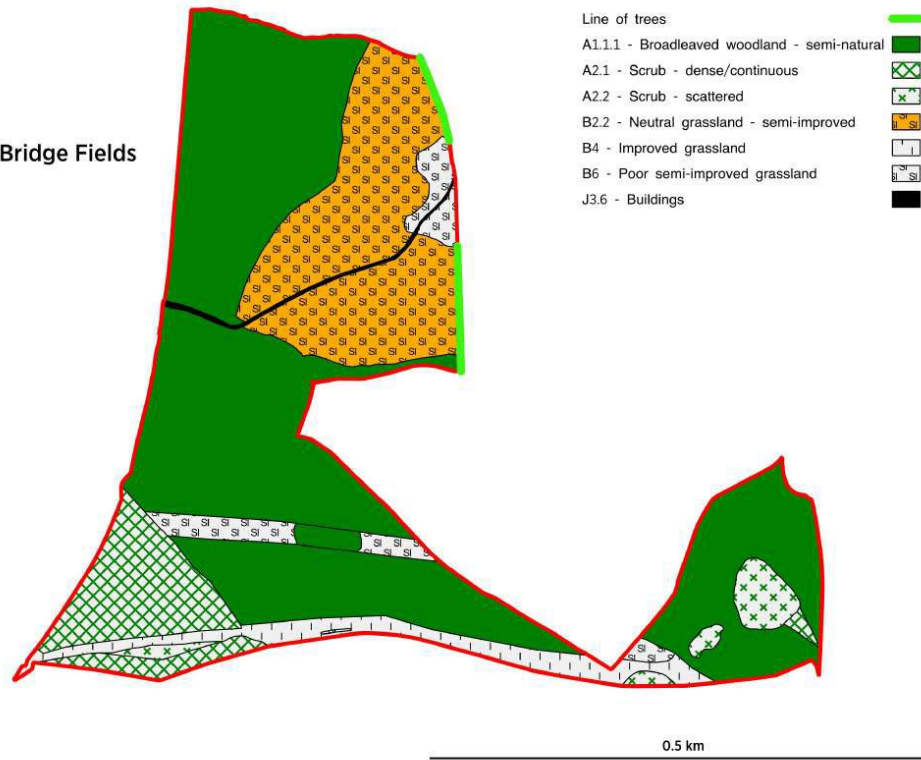 Line of trees
A1.1.1 - Broadleaved woodland - semi-natural
A2.1 - Scrub - dense/continuous
A2.2 - Scrub - scattered
B2.2 - Neutral grassland - semi-improved
B4 - Improved grassland
B6 - Poor semi-improved grassland
J3.6 - Buildings
Bridge Fields
0.5 km